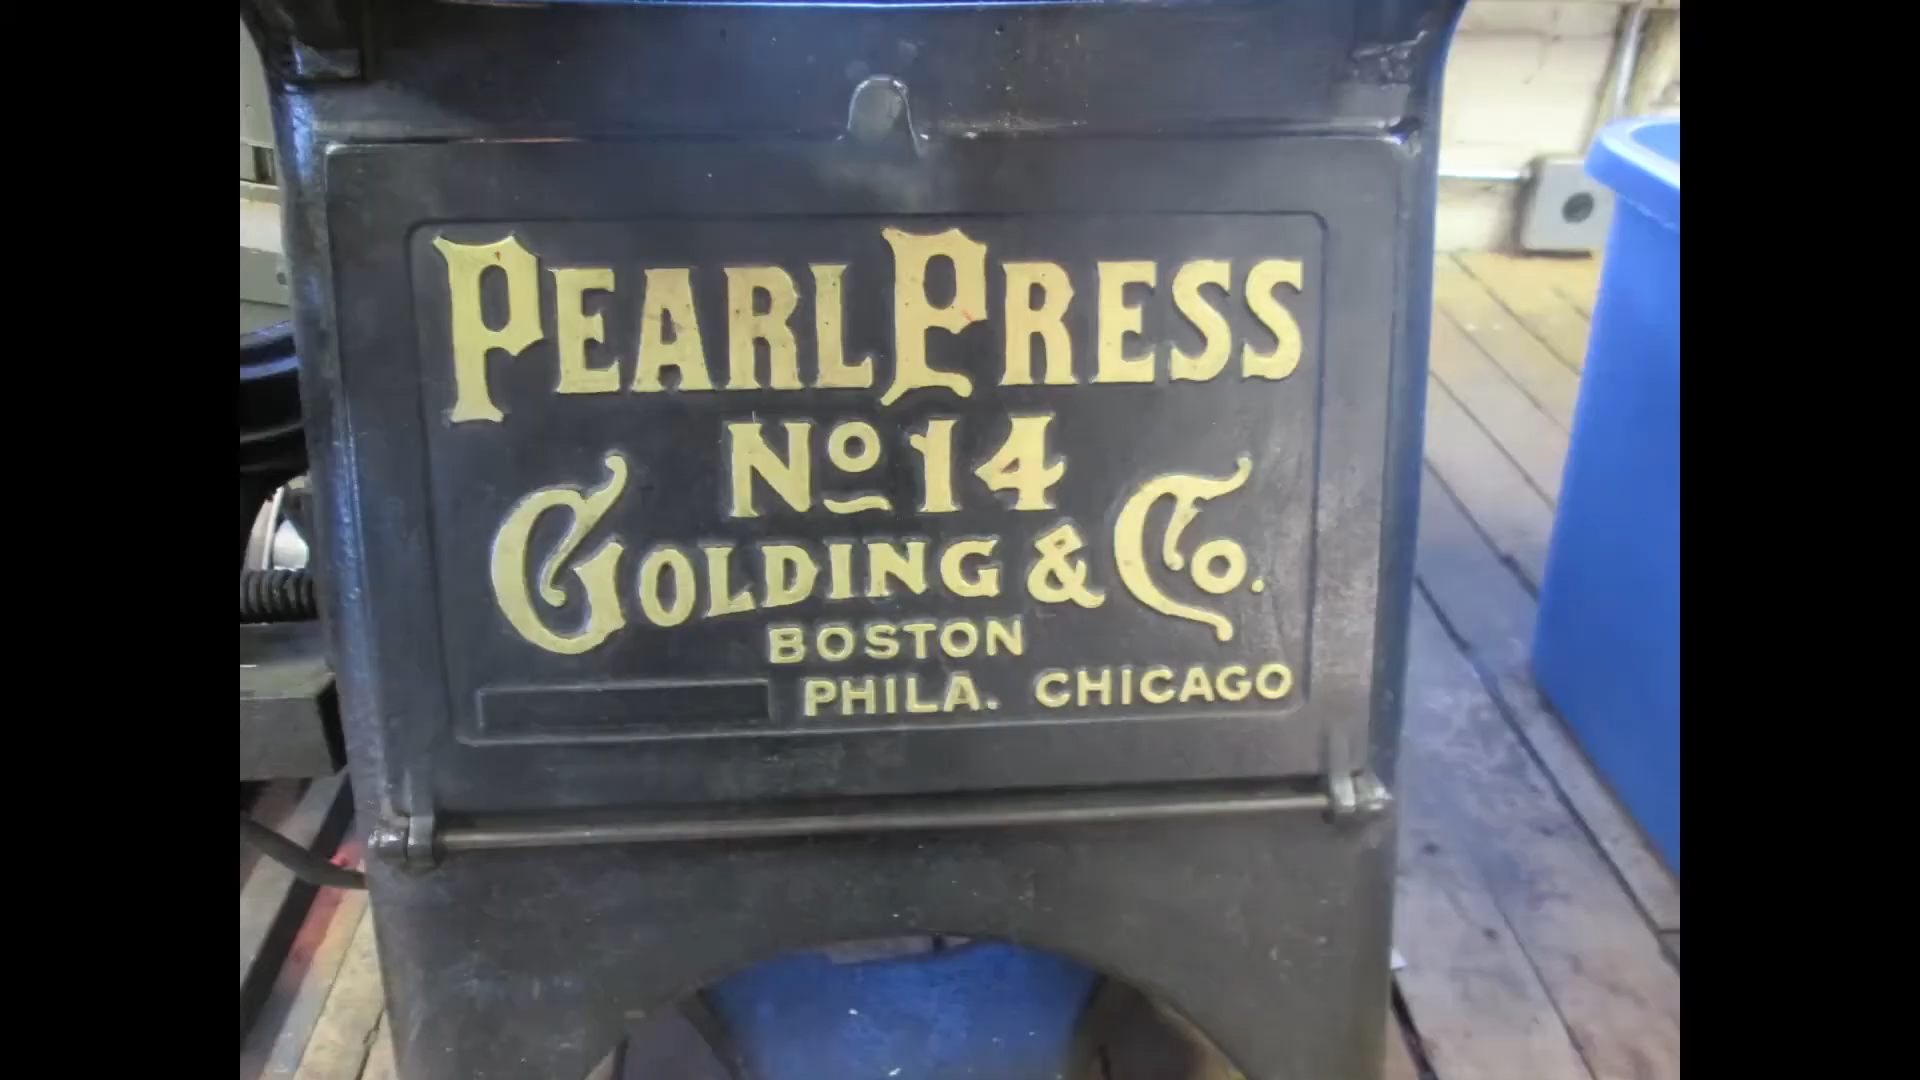 PEARL PRESS
No 14
GOLDING & Co.
BOSTON
PHILA. CHICAGO